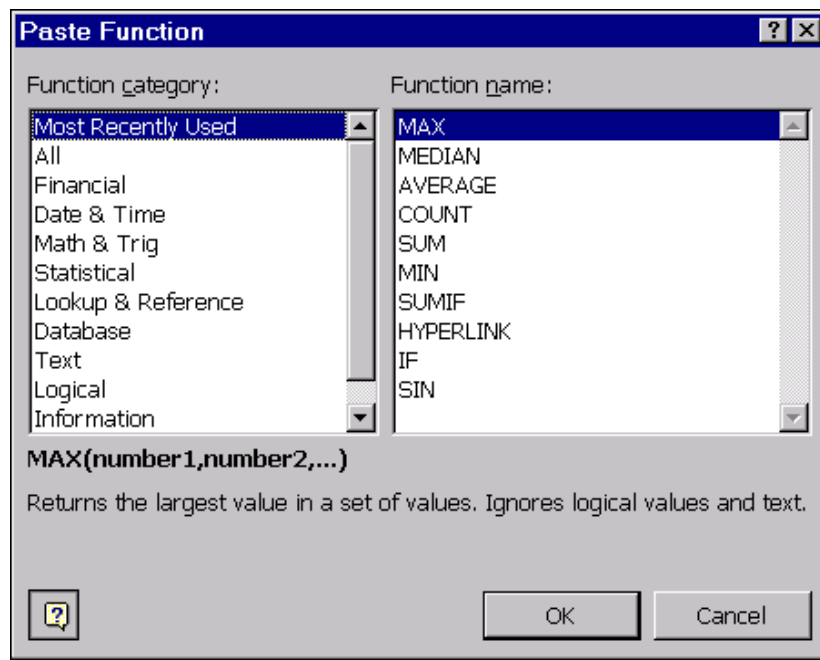 Paste Function
Function category:
Most Recently Used
All
Financial
Date & Time
Math & Trig
Statistical
Lookup & Reference
Database
Text
Logical
Information
Function name:
MAX
MEDIAN
AVERAGE
COUNT
SUM
MIN
SUMIF
HYPERLINK
IF
SIN
MAX(number1,number2,...)
Returns the largest value in a set of values. Ignores logical values and text.
OK
Cancel